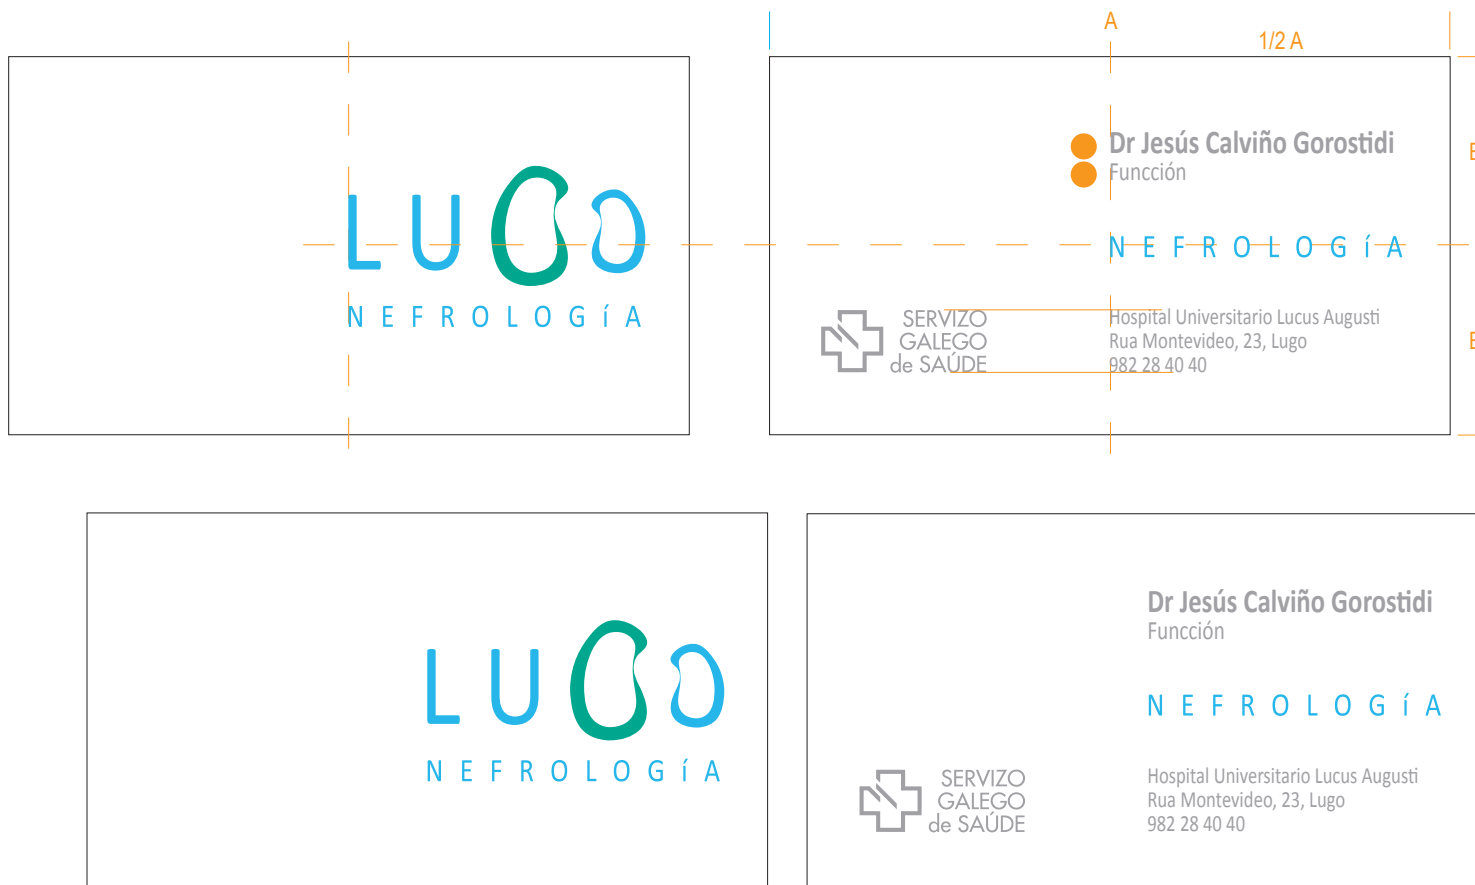 A
1/2 A
LUGO
NEFROLOGíA
Dr Jesús Calviño Gorostidi
Funcción
NEFROLOGíA
SERVIZO
GALEGO
de SAÚDE
Hospital Universitario Lucus Augusti
Rua Montevideo, 23, Lugo
982 28 40 40
LUGO
NEFROLOGíA
Dr Jesús Calviño Gorostidi
Funcción
NEFROLOGíA
SERVIZO
GALEGO
de SAÚDE
Hospital Universitario Lucus Augusti
Rua Montevideo, 23, Lugo
982 28 40 40